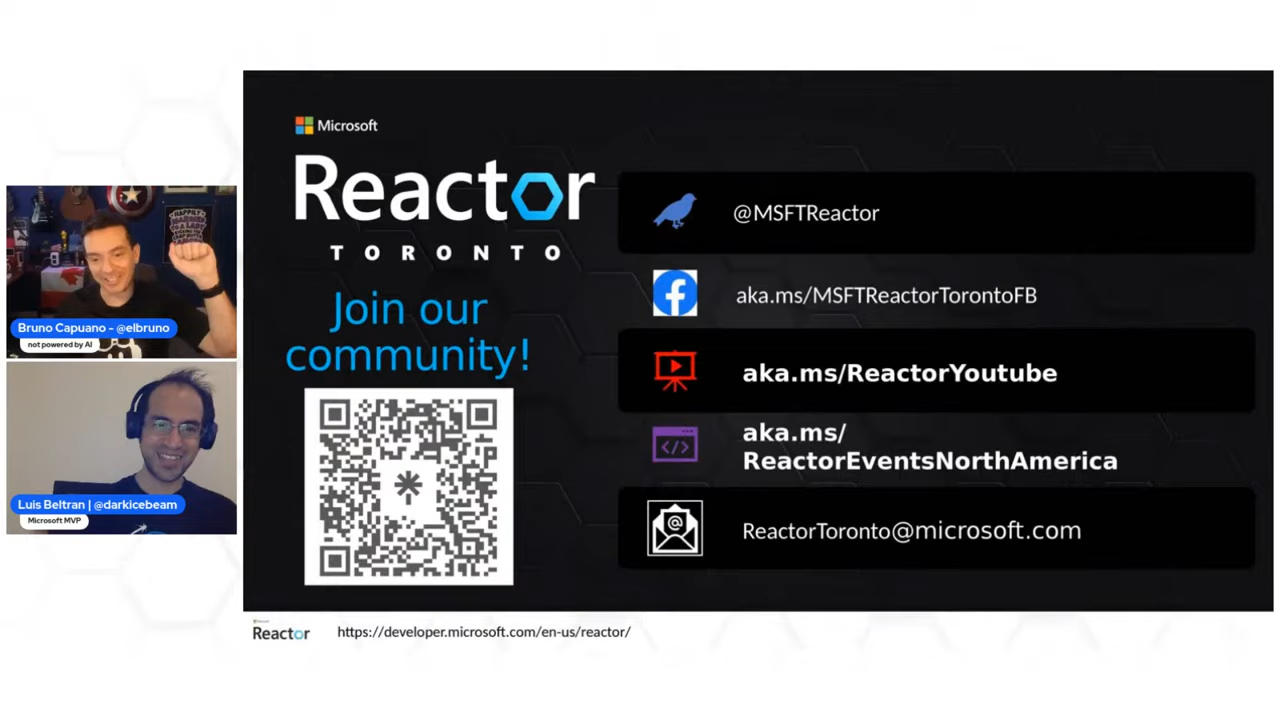 Microsoft
Reactor
TORONTO
Join our
community!
@MSFTReactor
aka.ms/MSFTReactorTorontoFB
aka.ms/ReactorYoutube
aka.ms/
ReactorEventsNorthAmerica
ReactorToronto@microsoft.com
Bruno Capuano - @elbruno
not powered by AI
Luis Beltran | @darkicebeam
Microsoft MVP
Reactor
https://developer.microsoft.com/en-us/reactor/